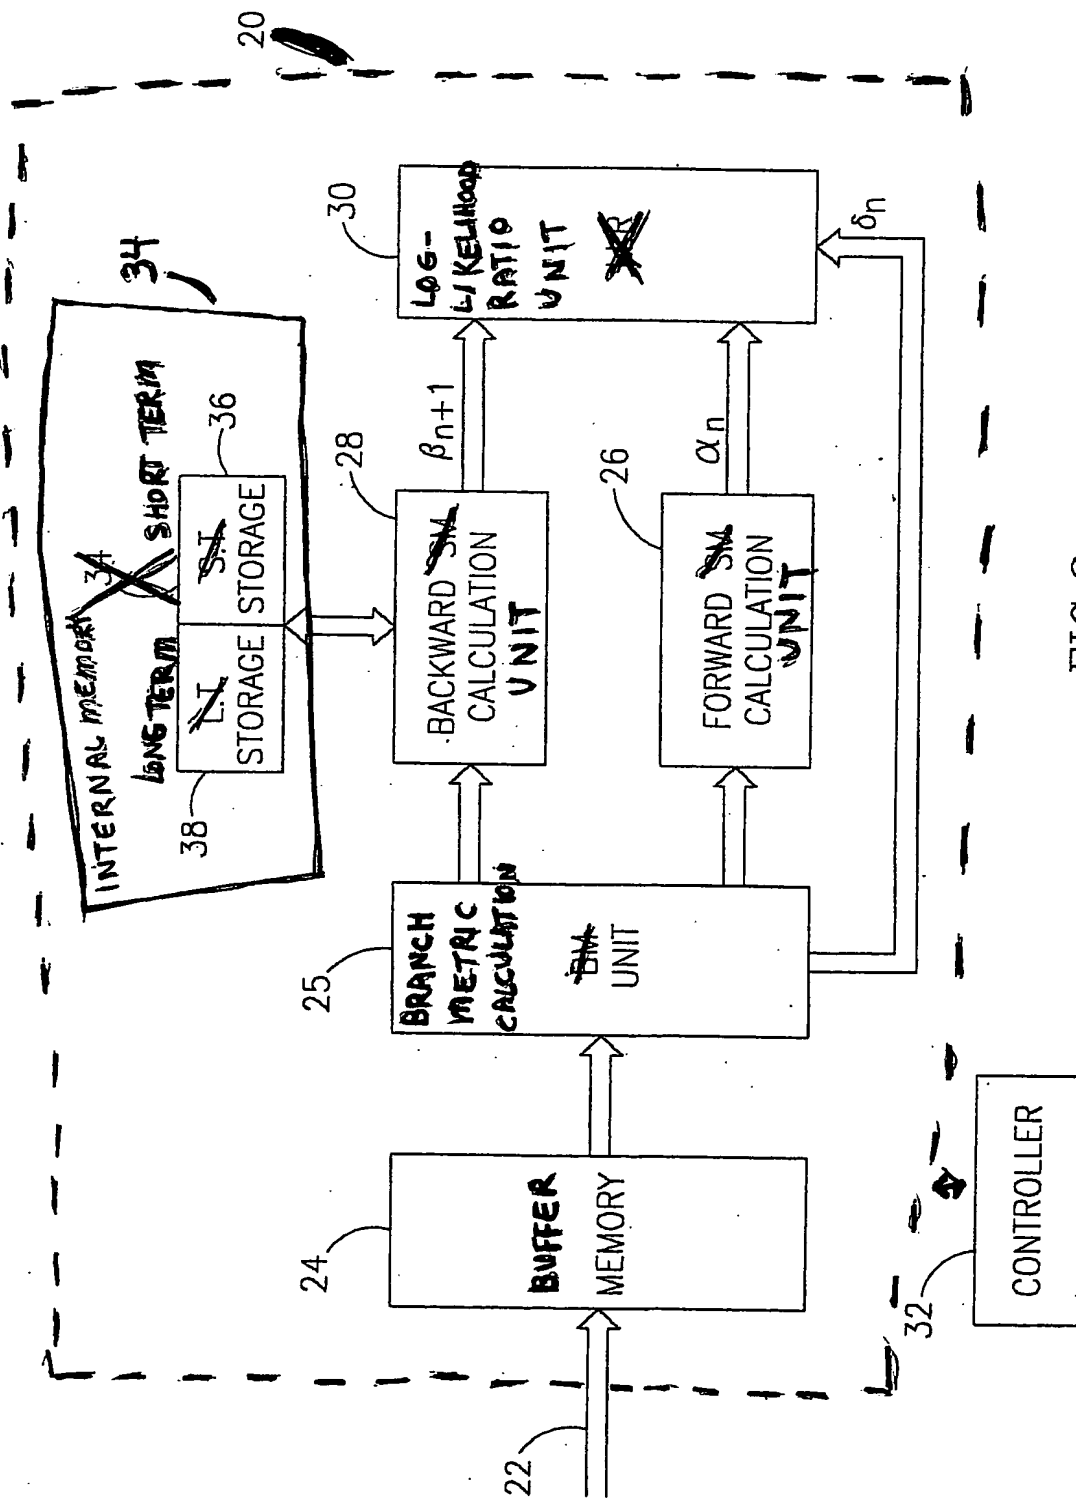 20
34
INTERNAL MEMORY
34
LONG TERM
SHORT TERM
L.T.
STORAGE
S.T.
STORAGE
38
36
30
LOG-
LIKELIHOOD
RATIO
UNIT
28
BACKWARD SM
CALCULATION
UNIT
βn+1
26
FORWARD SM
CALCULATION
UNIT
αn
δn
25
BRANCH
METRIC
CALCULATION
BM
UNIT
24
BUFFER
MEMORY
22
32
CONTROLLER